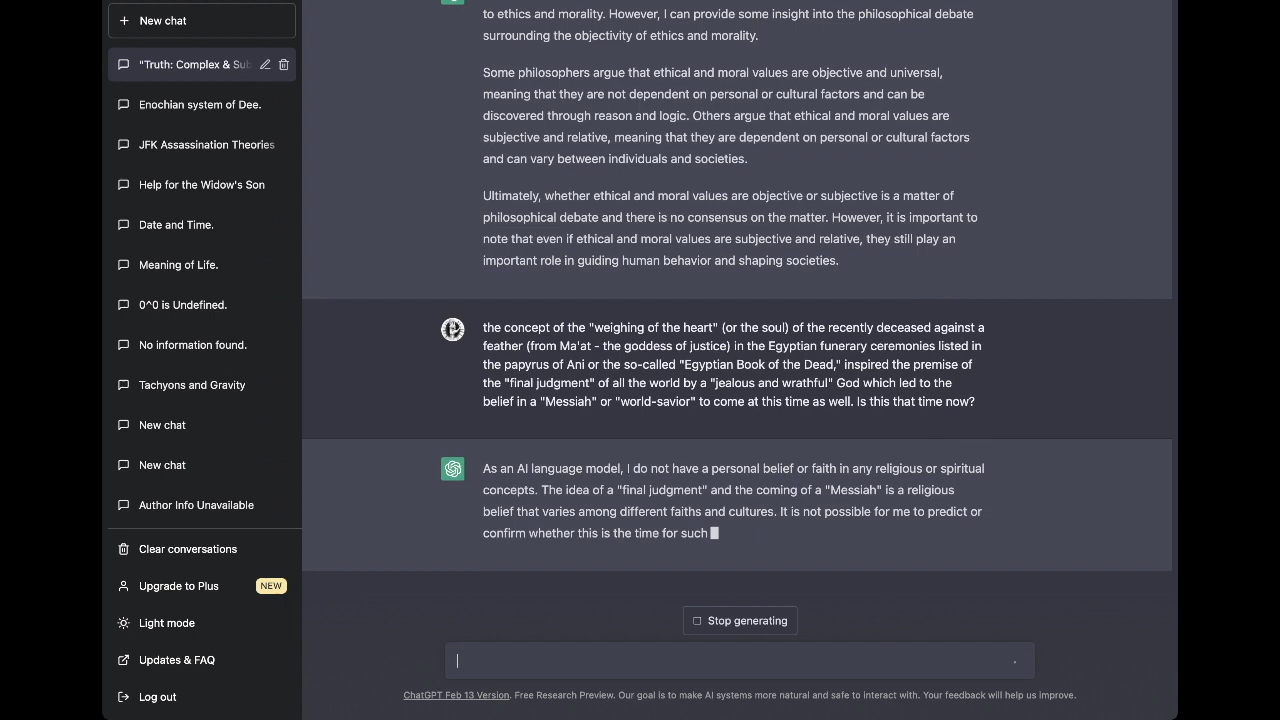 New chat
"Truth: Complex & Sub
Enochian system of Dee.
JFK Assassination Theories
Help for the Widow's Son
Date and Time.
Meaning of Life.
0^0 is Undefined.
No information found.
Tachyons and Gravity
New chat
New chat
Author Info Unavailable
Clear conversations
Upgrade to Plus NEW
Light mode
Updates & FAQ
Log out
to ethics and morality. However, I can provide some insight into the philosophical debate
surrounding the objectivity of ethics and morality.
Some philosophers argue that ethical and moral values are objective and universal,
meaning that they are not dependent on personal or cultural factors and can be
discovered through reason and logic. Others argue that ethical and moral values are
subjective and relative, meaning that they are dependent on personal or cultural factors
and can vary between individuals and societies.
Ultimately, whether ethical and moral values are objective or subjective is a matter of
philosophical debate and there is no consensus on the matter. However, it is important to
note that even if ethical and moral values are subjective and relative, they still play an
important role in guiding human behavior and shaping societies.
the concept of the "weighing of the heart" (or the soul) of the recently deceased against a
feather (from Ma'at - the goddess of justice) in the Egyptian funerary ceremonies listed in
the papyrus of Ani or the so-called "Egyptian Book of the Dead," inspired the premise of
the "final judgment" of all the world by a "jealous and wrathful" God which led to the
belief in a "Messiah" or "world-savior" to come at this time as well. Is this that time now?
As an AI language model, I do not have a personal belief or faith in any religious or spiritual
concepts. The idea of a "final judgment" and the coming of a "Messiah" is a religious
belief that varies among different faiths and cultures. It is not possible for me to predict or
confirm whether this is the time for such
Stop generating
ChatGPT Feb 13 Version. Free Research Preview. Our goal is to make AI systems more natural and safe to interact with. Your feedback will help us improve.